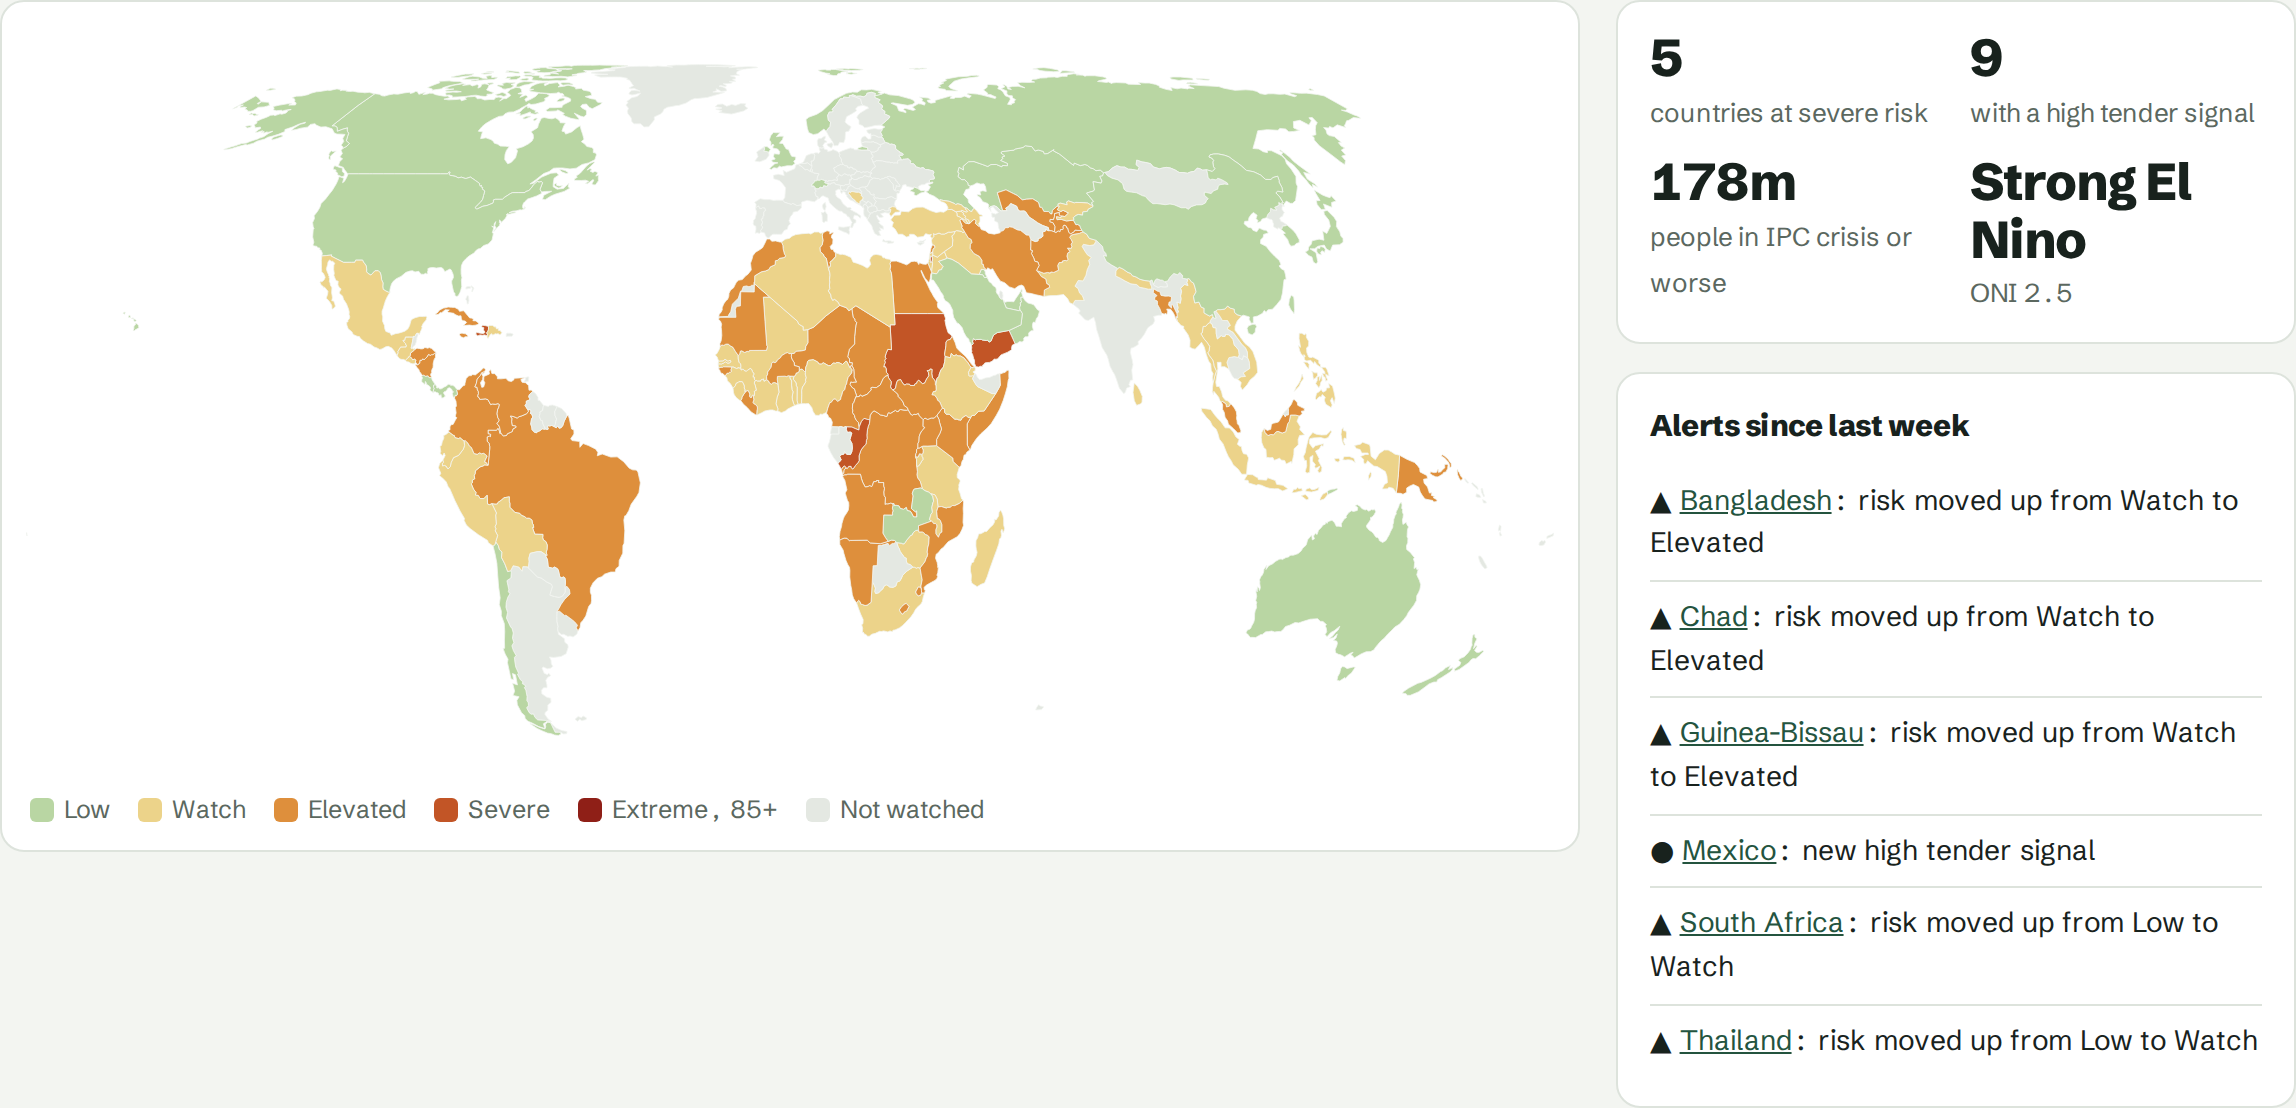 Low
Watch
Elevated
Severe
Extreme, 85+
Not watched
5
countries at severe risk
9
with a high tender signal
178m
people in IPC crisis or
worse
Strong El
Nino
ONI 2.5
Alerts since last week
▲ Bangladesh: risk moved up from Watch to
Elevated
▲ Chad: risk moved up from Watch to
Elevated
▲ Guinea-Bissau: risk moved up from Watch
to Elevated
● Mexico: new high tender signal
▲ South Africa: risk moved up from Low to
Watch
▲ Thailand: risk moved up from Low to Watch